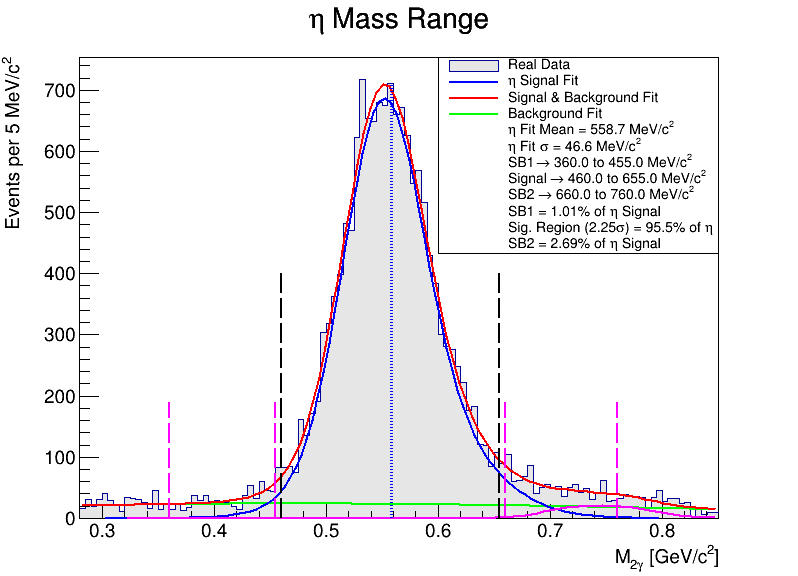 η Mass Range
Events per 5 MeV/c²
700
600
500
400
300
200
100
0
Real Data
η Signal Fit
Signal & Background Fit
Background Fit
η Fit Mean = 558.7 MeV/c²
η Fit σ = 46.6 MeV/c²
SB1 → 360.0 to 455.0 MeV/c²
Signal → 460.0 to 655.0 MeV/c²
SB2 → 660.0 to 760.0 MeV/c²
SB1 = 1.01% of η Signal
Sig. Region (2.25σ) = 95.5% of η
SB2 = 2.69% of η Signal
0.3 0.4 0.5 0.6 0.7 0.8
M₂γ [GeV/c²]